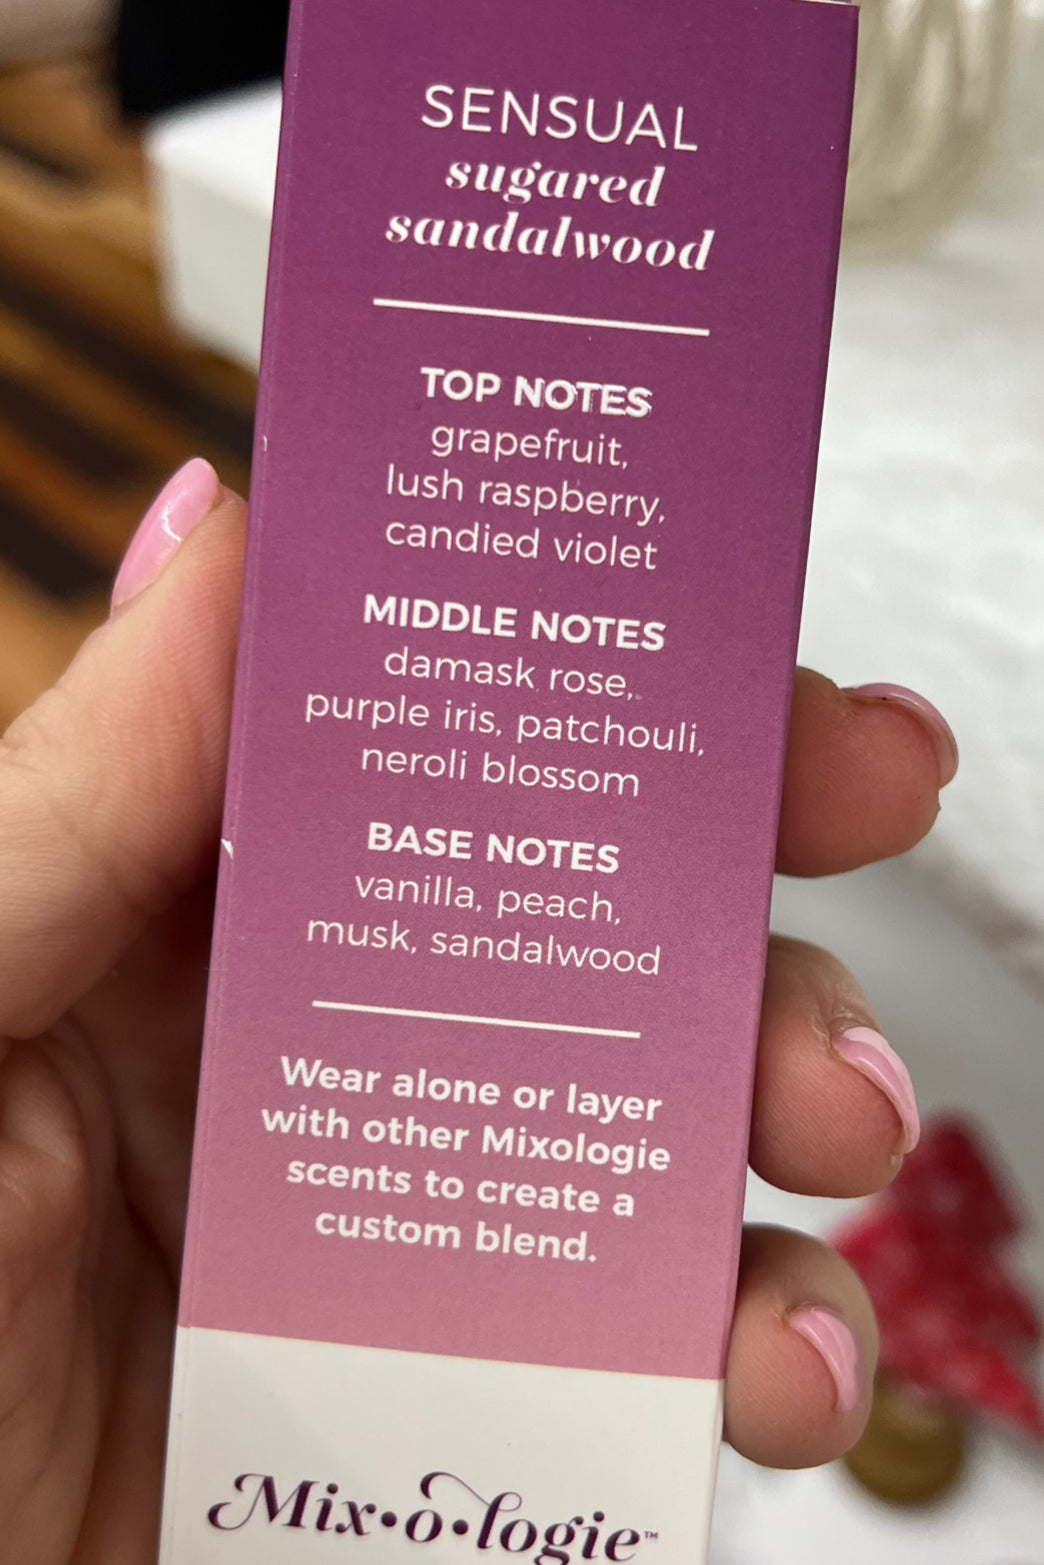 SENSUAL
sugared
sandalwood
TOP NOTES
grapefruit,
lush raspberry,
candied violet
MIDDLE NOTES
damask rose,
purple iris, patchouli,
neroli blossom
BASE NOTES
vanilla, peach,
musk, sandalwood
Wear alone or layer
with other Mixologie
scents to create a
custom blend.
Mix•o•logie™